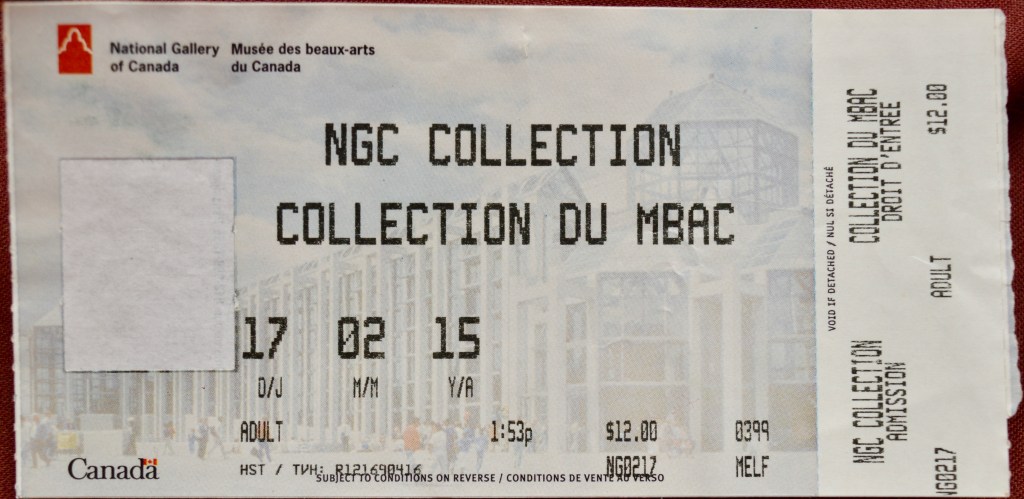 National Gallery of Canada
Musée des beaux-arts du Canada
NGC COLLECTION
COLLECTION DU MBAC
17 02 15
D/J M/M Y/A
ADULT 1:53p $12.00 0399
HST / TVH: R121690416 NG0217 MELF
SUBJECT TO CONDITIONS ON REVERSE / CONDITIONS DE VENTE AU VERSO
Canada
VOID IF DETACHED / NUL SI DÉTACHÉ
NGC COLLECTION COLLECTION DU MBAC
ADMISSION DROIT D'ENTREE
NG0217 ADULT $12.00